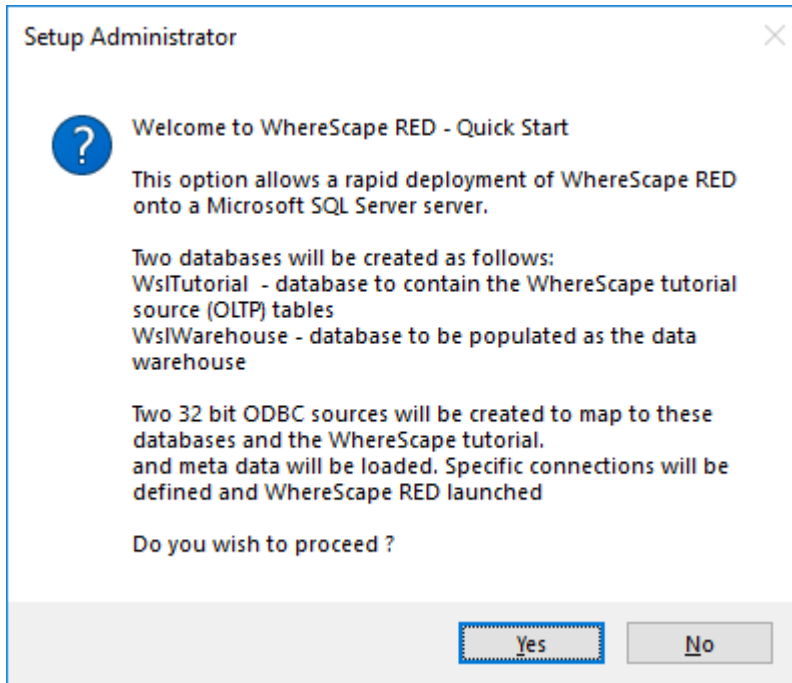 Setup Administrator
Welcome to WhereScape RED - Quick Start
This option allows a rapid deployment of WhereScape RED
onto a Microsoft SQL Server server.
Two databases will be created as follows:
WslTutorial  - database to contain the WhereScape tutorial
source (OLTP) tables
WslWarehouse - database to be populated as the data
warehouse
Two 32 bit ODBC sources will be created to map to these
databases and the WhereScape tutorial.
and meta data will be loaded. Specific connections will be
defined and WhereScape RED launched
Do you wish to proceed ?
Yes
No